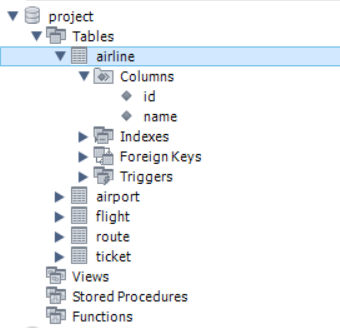 project
Tables
airline
Columns
id
name
Indexes
Foreign Keys
Triggers
airport
flight
route
ticket
Views
Stored Procedures
Functions